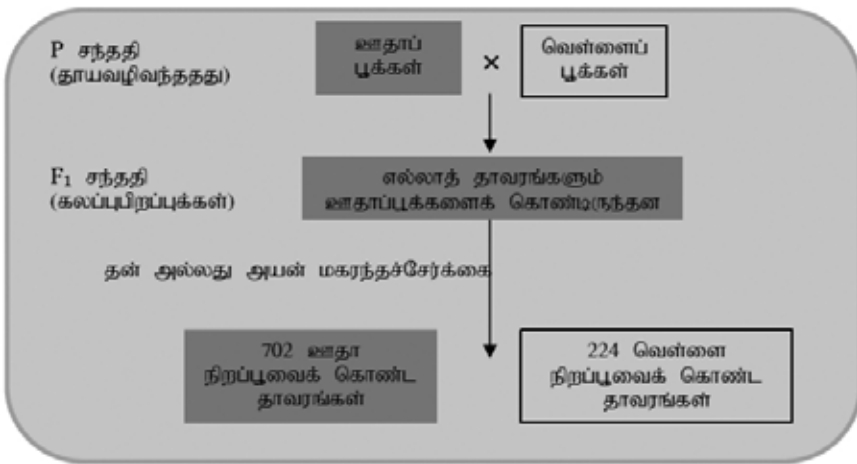 P சந்ததி
(தூயவழிவந்ததது)
ஊதாப்
பூக்கள்
×
வெள்ளைப்
பூக்கள்
F₁ சந்ததி
(கலப்புபிறப்புக்கள்)
எல்லாத் தாவரங்களும்
ஊதாப்பூக்களைக் கொண்டிருந்தன
தன் அல்லது அயன் மகரந்தச்சேர்க்கை
702 ஊதா
நிறப்பூவைக் கொண்ட
தாவரங்கள்
224 வெள்ளை
நிறப்பூவைக் கொண்ட
தாவரங்கள்